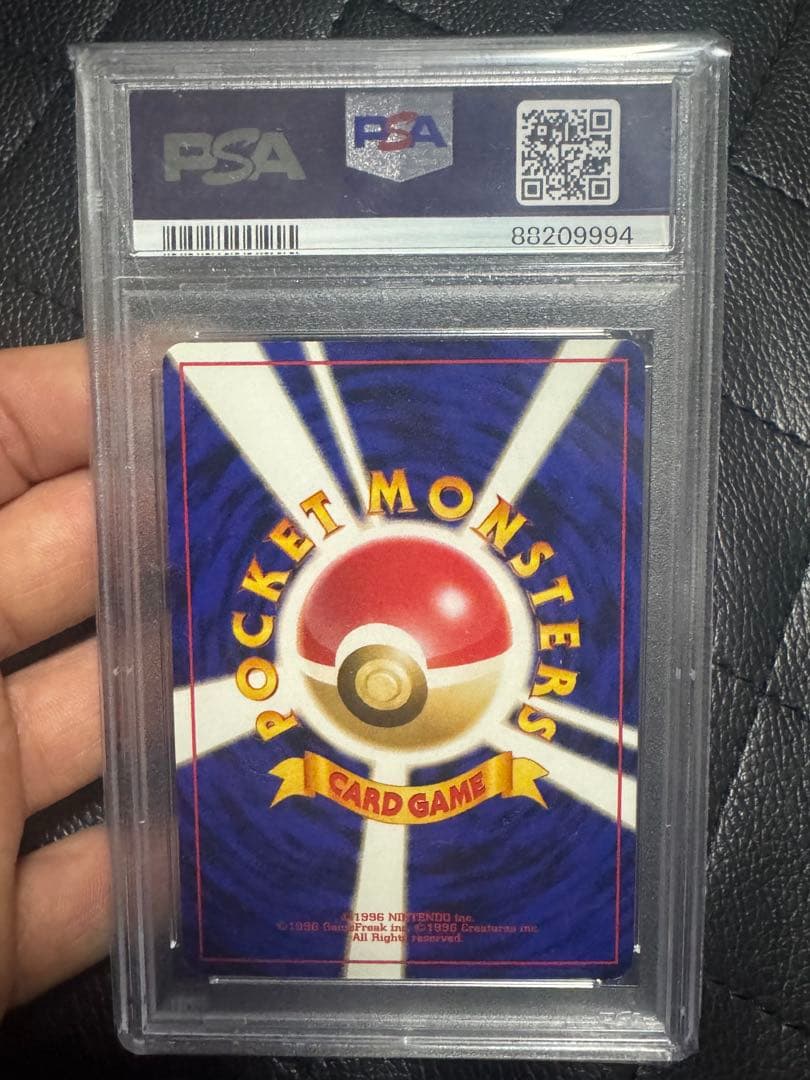 PSA PSA
88209994
POCKET MONSTERS
CARD GAME
©1996 NINTENDO inc.
©1996 GameFreak inc. ©1996 Creatures inc.
All Rights reserved.